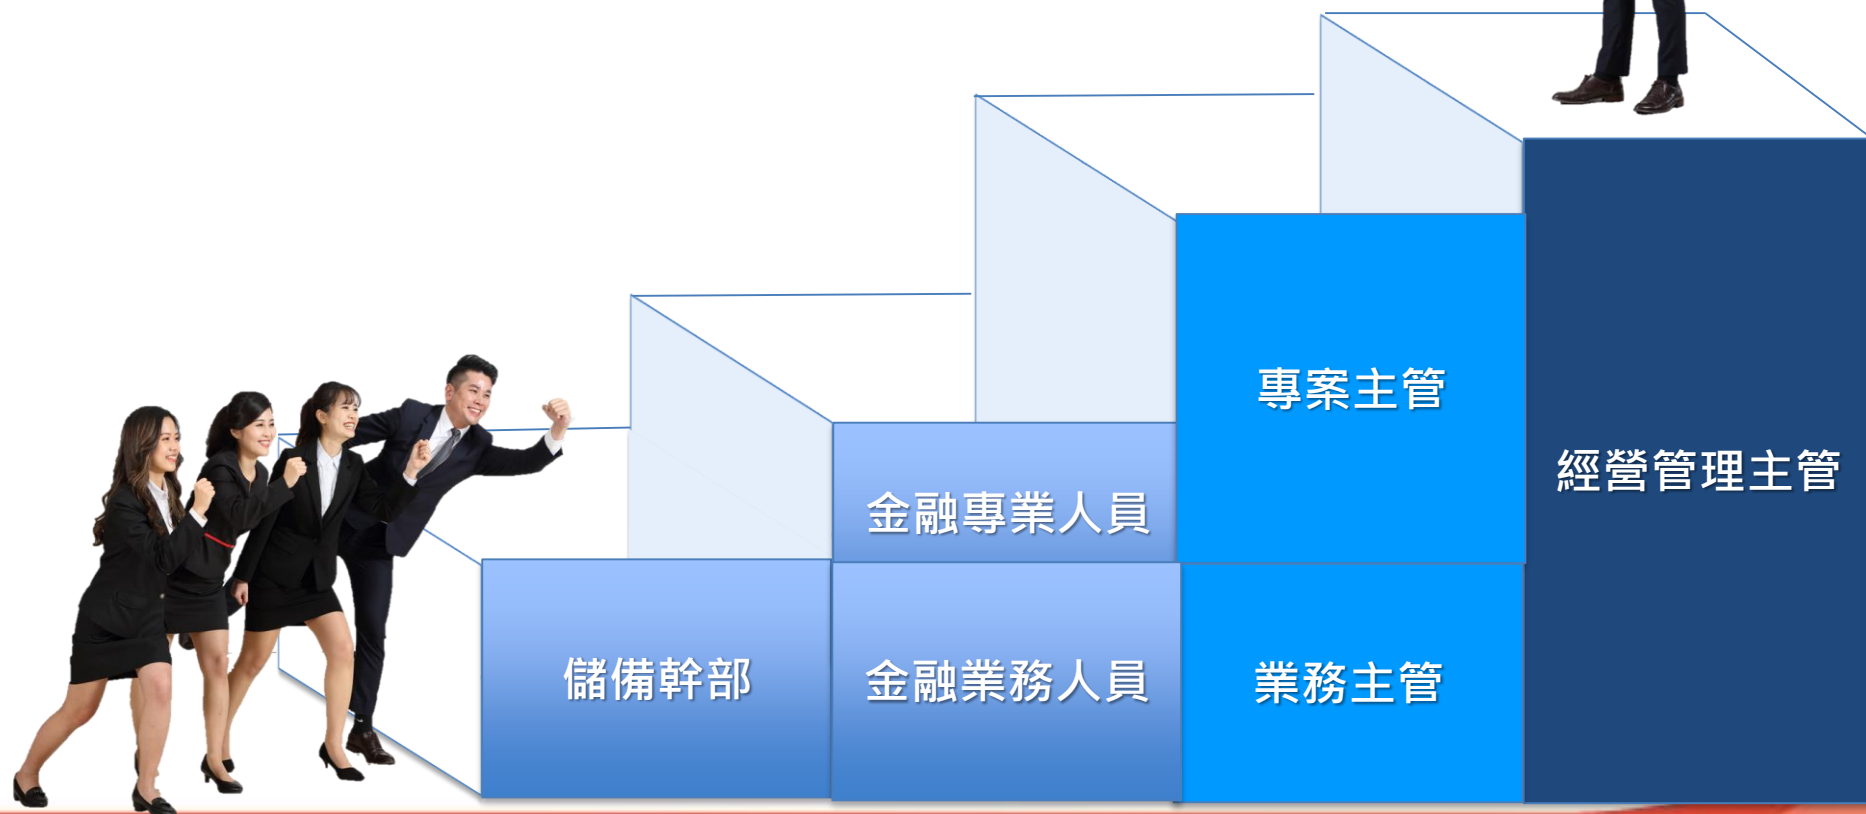 儲備幹部
金融專業人員
金融業務人員
專案主管
業務主管
經營管理主管